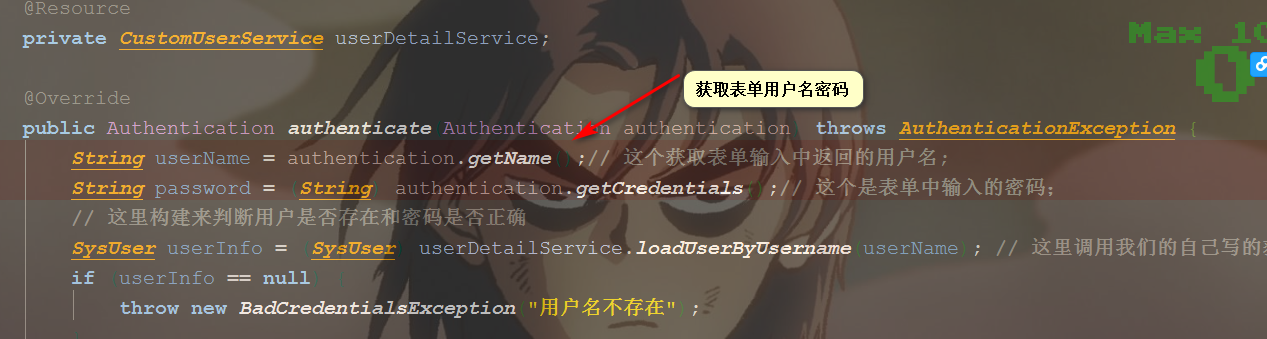 @Resource
private CustomUserService userDetailService;
Max 10
0
@Override
获取表单用户名密码
public Authentication authenticate(Authentication authentication) throws AuthenticationException {
String userName = authentication.getName();// 这个获取表单输入中返回的用户名;
String password = (String) authentication.getCredentials();// 这个是表单中输入的密码;
// 这里构建来判断用户是否存在和密码是否正确
SysUser userInfo = (SysUser) userDetailService.loadUserByUsername(userName); // 这里调用我们的自己写的
if (userInfo == null) {
throw new BadCredentialsException("用户名不存在");